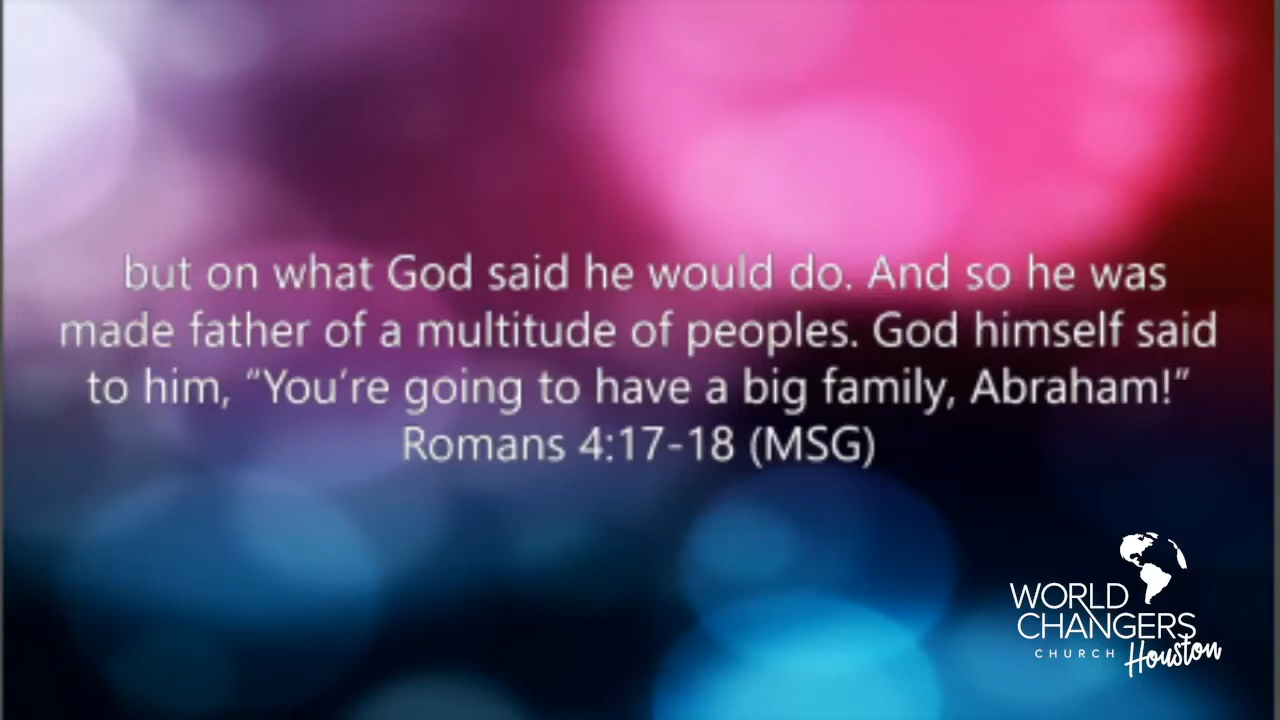 but on what God said he would do. And so he was
made father of a multitude of peoples. God himself said
to him, “You’re going to have a big family, Abraham!”
Romans 4:17-18 (MSG)
WORLD
CHANGERS
CHURCH Houston